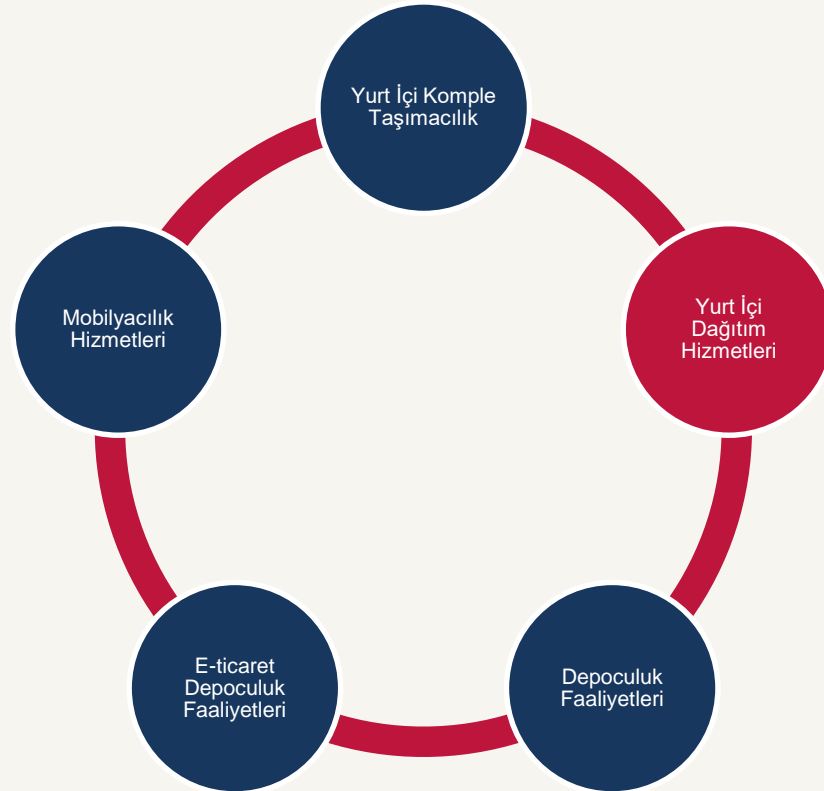 Yurt İçi Komple
Taşımacılık
Yurt İçi
Dağıtım
Hizmetleri
Depoculuk
Faaliyetleri
E-ticaret
Depoculuk
Faaliyetleri
Mobilyacılık
Hizmetleri